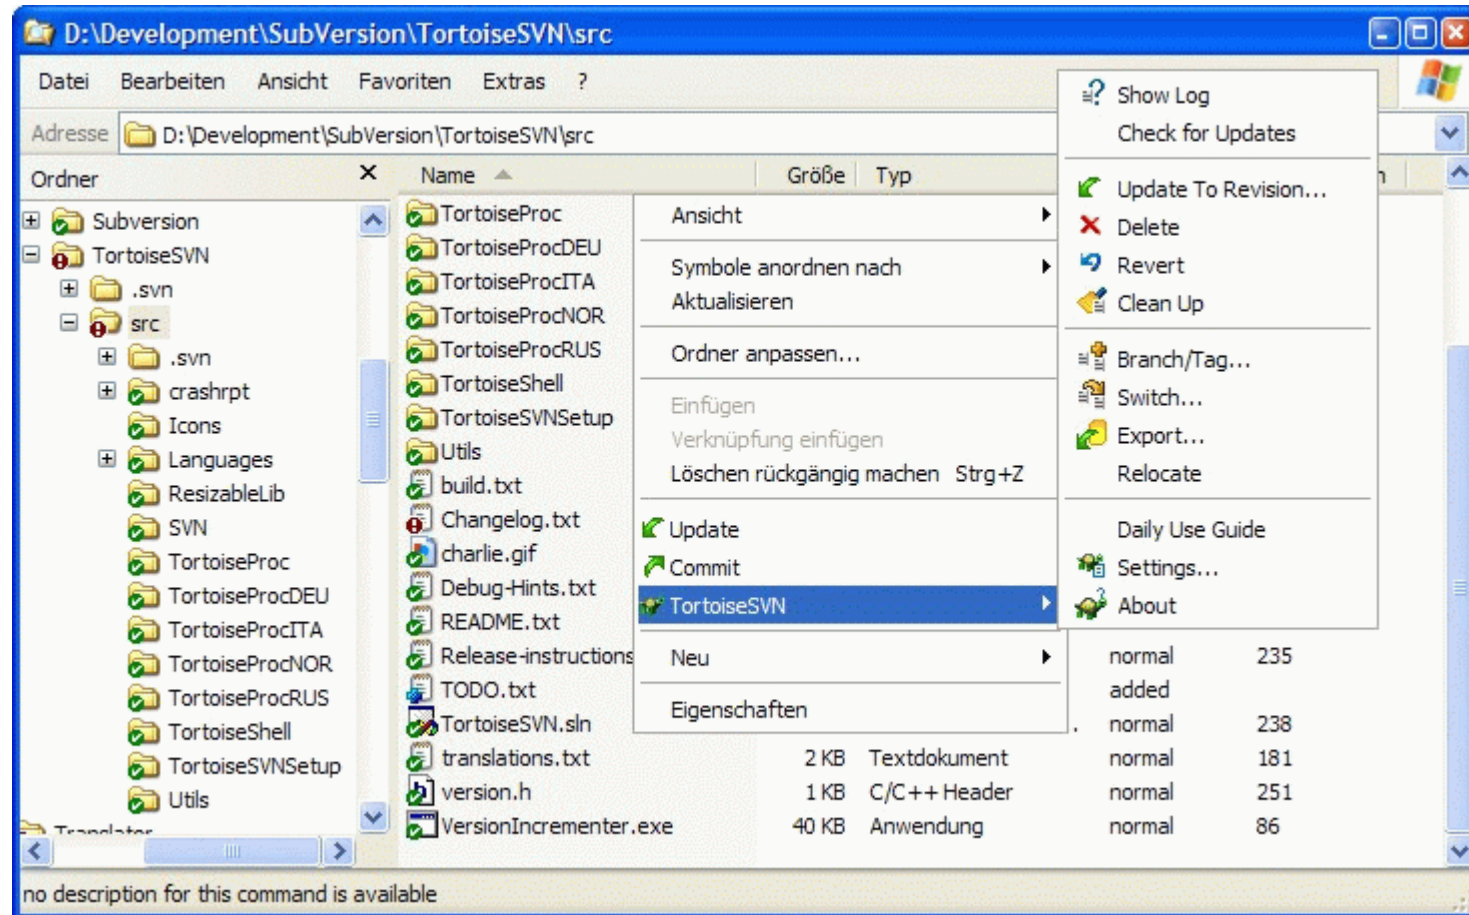 D:\Development\SubVersion\TortoiseSVN\src
Datei Bearbeiten Ansicht Favoriten Extras ?
Adresse D:\Development\SubVersion\TortoiseSVN\src
Ordner
Subversion
TortoiseSVN
.svn
src
.svn
crashrpt
Icons
Languages
ResizableLib
SVN
TortoiseProc
TortoiseProcDEU
TortoiseProcITA
TortoiseProcNOR
TortoiseProcRUS
TortoiseShell
TortoiseSVNSetup
Utils
Translator
Name Größe Typ
TortoiseProc
TortoiseProcDEU
TortoiseProcITA
TortoiseProcNOR
TortoiseProcRUS
TortoiseShell
TortoiseSVNSetup
Utils
build.txt
Changelog.txt
charlie.gif
Debug-Hints.txt
README.txt
Release-instructions normal 235
TODO.txt added
TortoiseSVN.sln . normal 238
translations.txt 2 KB Textdokument normal 181
version.h 1 KB C/C++ Header normal 251
VersionIncrementer.exe 40 KB Anwendung normal 86
Ansicht
Symbole anordnen nach
Aktualisieren
Ordner anpassen...
Einfügen
Verknüpfung einfügen
Löschen rückgängig machen Strg+Z
Update
Commit
TortoiseSVN
Neu
Eigenschaften
Show Log
Check for Updates
Update To Revision...
Delete
Revert
Clean Up
Branch/Tag...
Switch...
Export...
Relocate
Daily Use Guide
Settings...
About
no description for this command is available